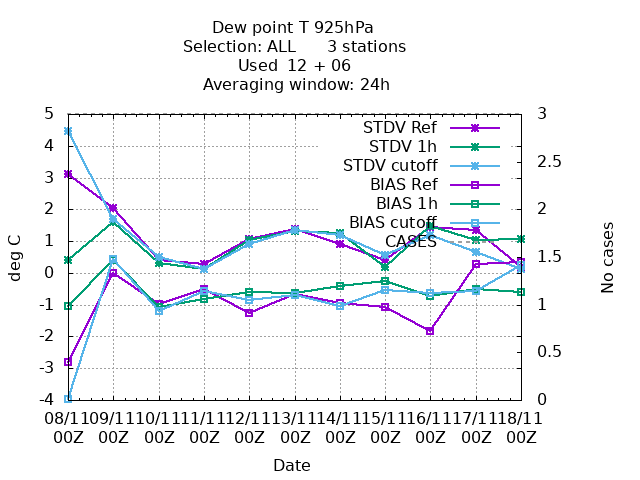 Dew point T 925hPa
Selection: ALL 3 stations
Used 12 + 06
Averaging window: 24h
5
4
3
2
1
0
-1
-2
-3
-4
deg C
STDV Ref
STDV 1h
STDV cutoff
BIAS Ref
BIAS 1h
BIAS cutoff
CASES
3
2.5
2
1.5
1
0.5
0
No cases
08/11 09/11 10/11 11/11 12/11 13/11 14/11 15/11 16/11 17/11 18/11
00Z 00Z 00Z 00Z 00Z 00Z 00Z 00Z 00Z 00Z 00Z
Date